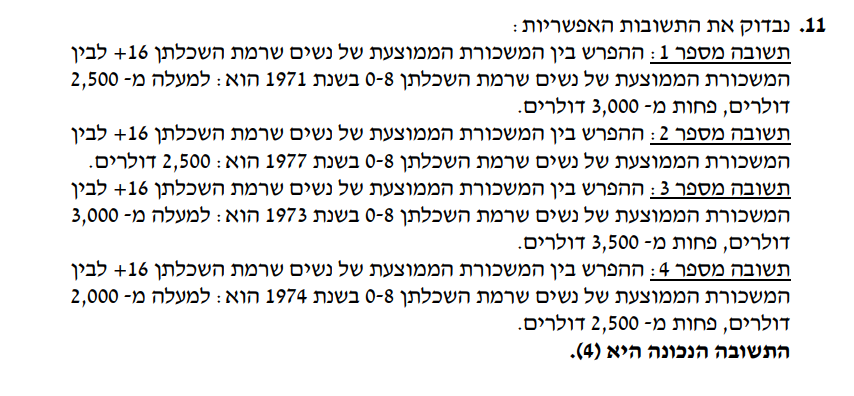 11. נבדוק את התשובות האפשריות:
תשובה מספר 1: ההפרש בין המשכורת הממוצעת של נשים שרמת השכלתן 16+ לבין
המשכורת הממוצעת של נשים שרמת השכלתן 0-8 בשנת 1971 הוא: למעלה מ- 2,500
דולרים, פחות מ- 3,000 דולרים.
תשובה מספר 2: ההפרש בין המשכורת הממוצעת של נשים שרמת השכלתן 16+ לבין
המשכורת הממוצעת של נשים שרמת השכלתן 0-8 בשנת 1977 הוא: 2,500 דולרים.
תשובה מספר 3: ההפרש בין המשכורת הממוצעת של נשים שרמת השכלתן 16+ לבין
המשכורת הממוצעת של נשים שרמת השכלתן 0-8 בשנת 1973 הוא: למעלה מ- 3,000
דולרים, פחות מ- 3,500 דולרים.
תשובה מספר 4: ההפרש בין המשכורת הממוצעת של נשים שרמת השכלתן 16+ לבין
המשכורת הממוצעת של נשים שרמת השכלתן 0-8 בשנת 1974 הוא: למעלה מ- 2,000
דולרים, פחות מ- 2,500 דולרים.
התשובה הנכונה היא (4).